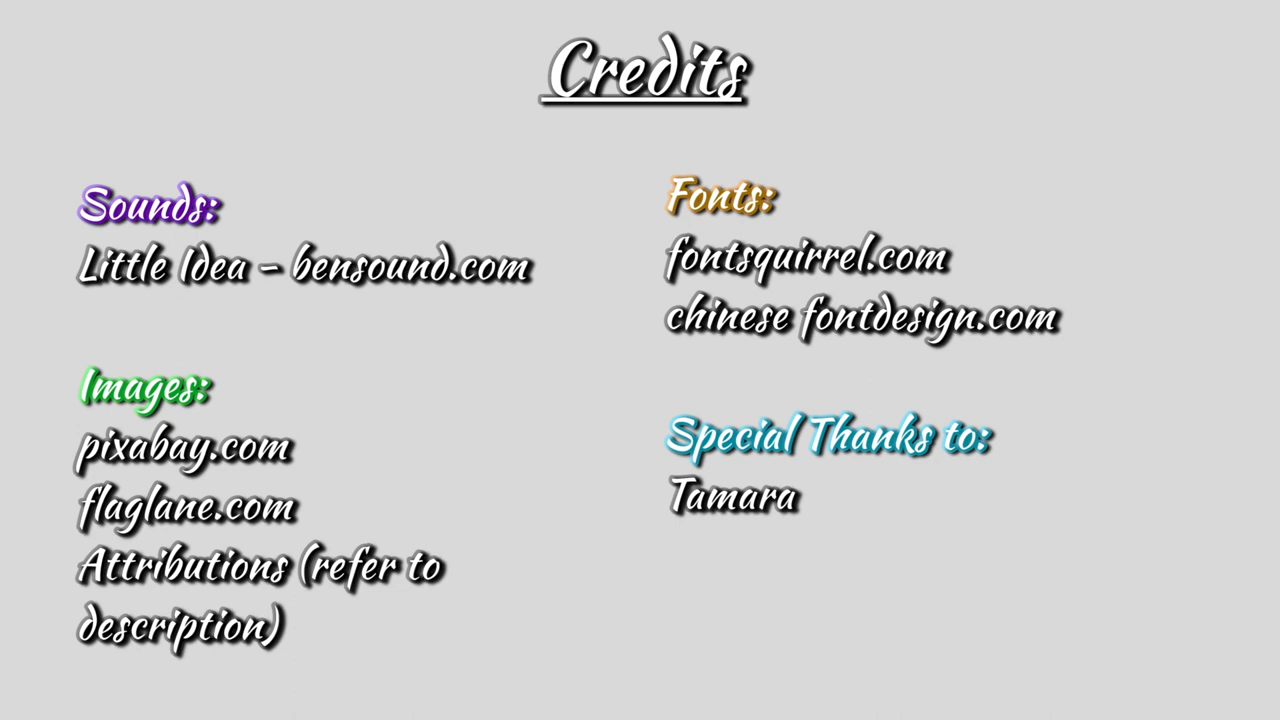 Credits
Sounds:
Little Idea - bensound.com
Images:
pixabay.com
flaglane.com
Attributions (refer to
description)
Fonts:
fontsquirrel.com
chinese fontdesign.com
Special Thanks to:
Tamara